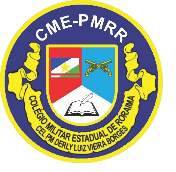 CME-PMRR
COLÉGIO MILITAR ESTADUAL DE RORAIMA
CEL PM DERLY LUIZ VIEIRA BORGES